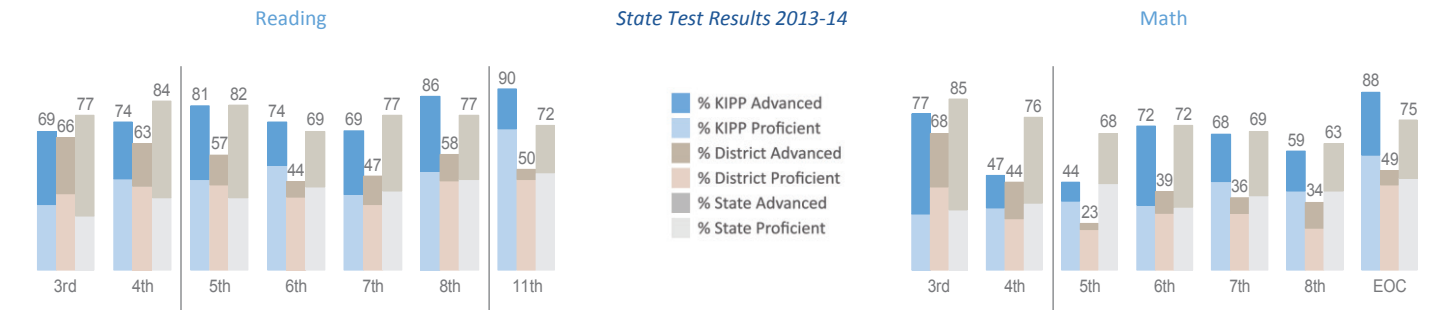 Reading
State Test Results 2013-14
Math
69 66 77
74 63 84
81 57 82
74 44 69
69 47 77
86 58 77
90 50 72
3rd 4th 5th 6th 7th 8th 11th
% KIPP Advanced
% KIPP Proficient
% District Advanced
% District Proficient
% State Advanced
% State Proficient
77 68 85
47 44 76
44 23 68
72 39 72
68 36 69
59 34 63
88 49 75
3rd 4th 5th 6th 7th 8th EOC